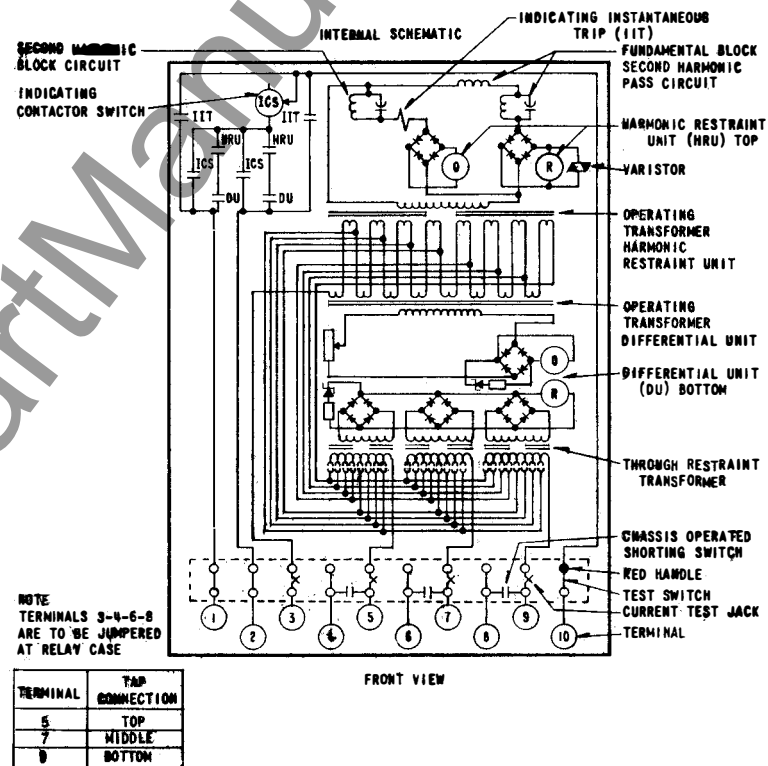 INTERNAL SCHEMATIC
INDICATING INSTANTANEOUS
TRIP (IIT)
SECOND HARMONIC
BLOCK CIRCUIT
FUNDAMENTAL BLOCK
SECOND HARMONIC
PASS CIRCUIT
INDICATING
CONTACTOR SWITCH
ICS
IIT
IIT
HRU
HRU
ICS
ICS
DU
DU
Q
R
HARMONIC RESTRAINT
UNIT (HRU) TOP
VARISTOR
OPERATING
TRANSFORMER
HARMONIC
RESTRAINT UNIT
OPERATING
TRANSFORMER
DIFFERENTIAL UNIT
O
R
DIFFERENTIAL UNIT
(DU) BOTTOM
THROUGH RESTRAINT
TRANSFORMER
CHASSIS OPERATED
SHORTING SWITCH
RED HANDLE
TEST SWITCH
CURRENT TEST JACK
TERMINAL
1
2
3
4
5
6
7
8
9
10
NOTE
TERMINALS 3-4-6-8
ARE TO BE JUMPERED
AT RELAY CASE
FRONT VIEW
TERMINAL TAP CONNECTION
5 TOP
7 MIDDLE
9 BOTTOM